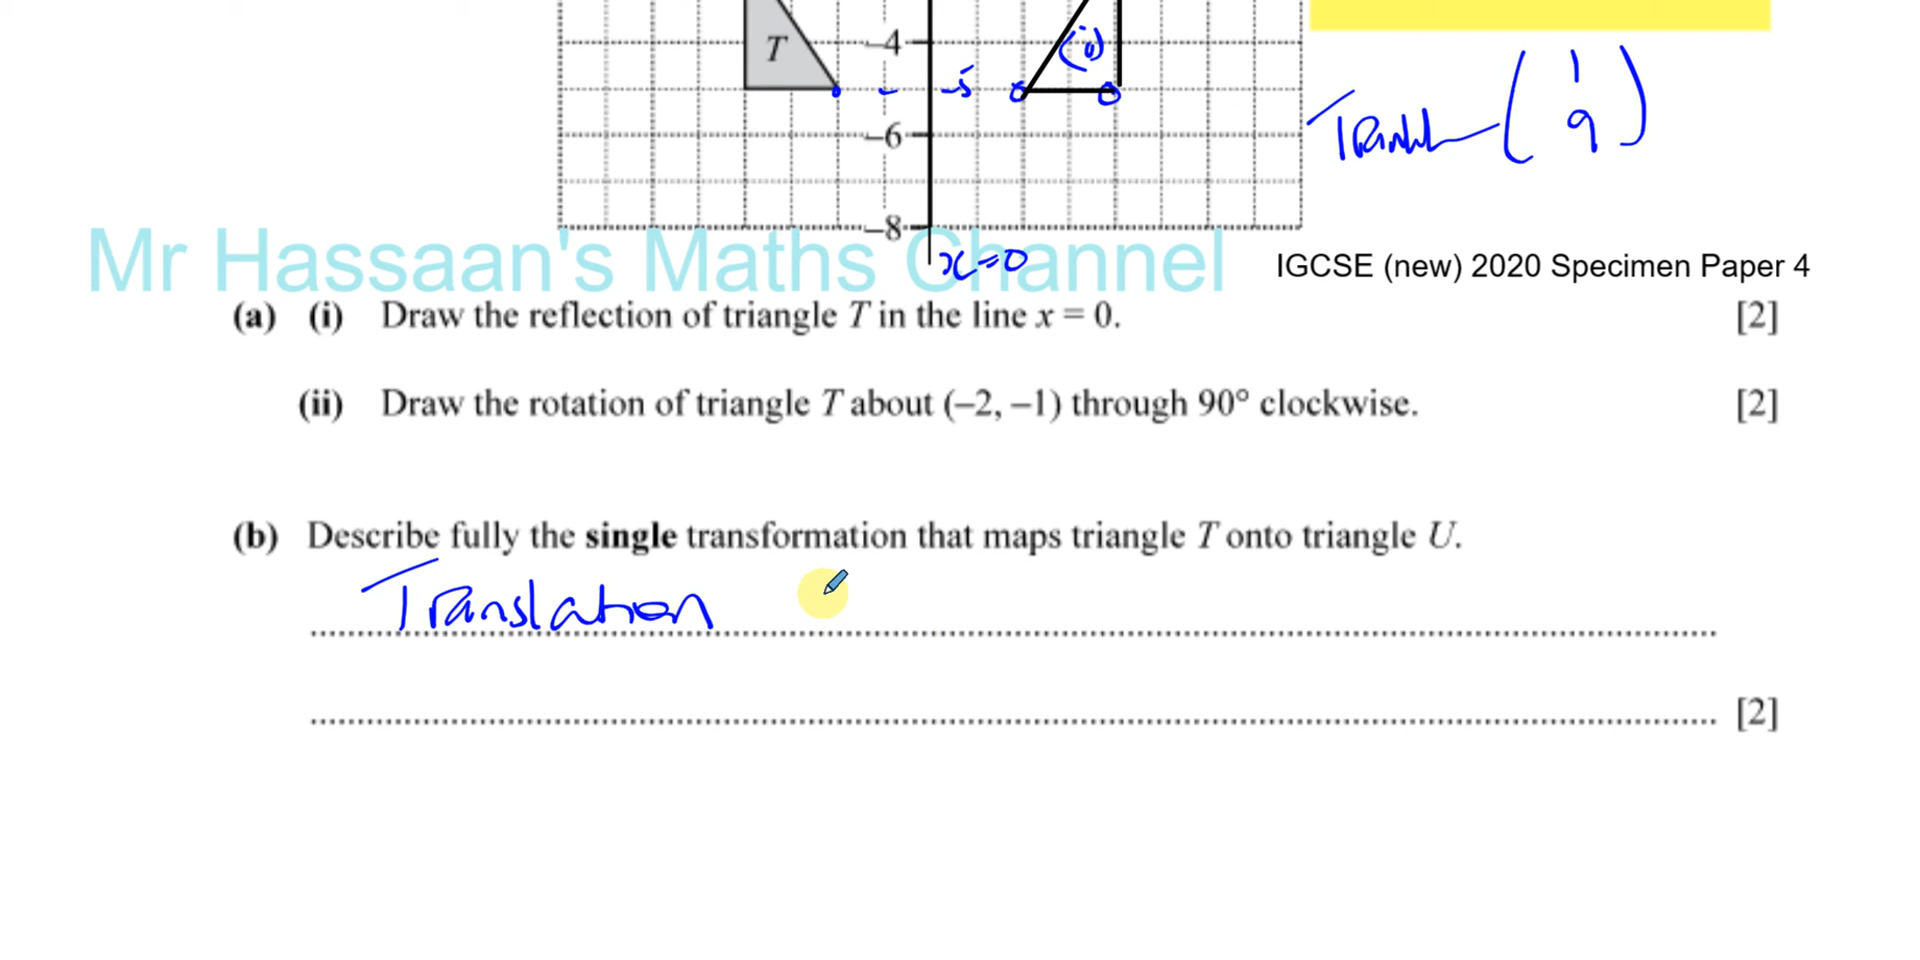 T
–4
(i)
-5
–6
–8
1
9
Mr Hassaan's Maths Channel
x=0
IGCSE (new) 2020 Specimen Paper 4
(a) (i) Draw the reflection of triangle T in the line x = 0. [2]
(ii) Draw the rotation of triangle T about (–2, –1) through 90° clockwise. [2]
(b) Describe fully the single transformation that maps triangle T onto triangle U.
Translation
[2]